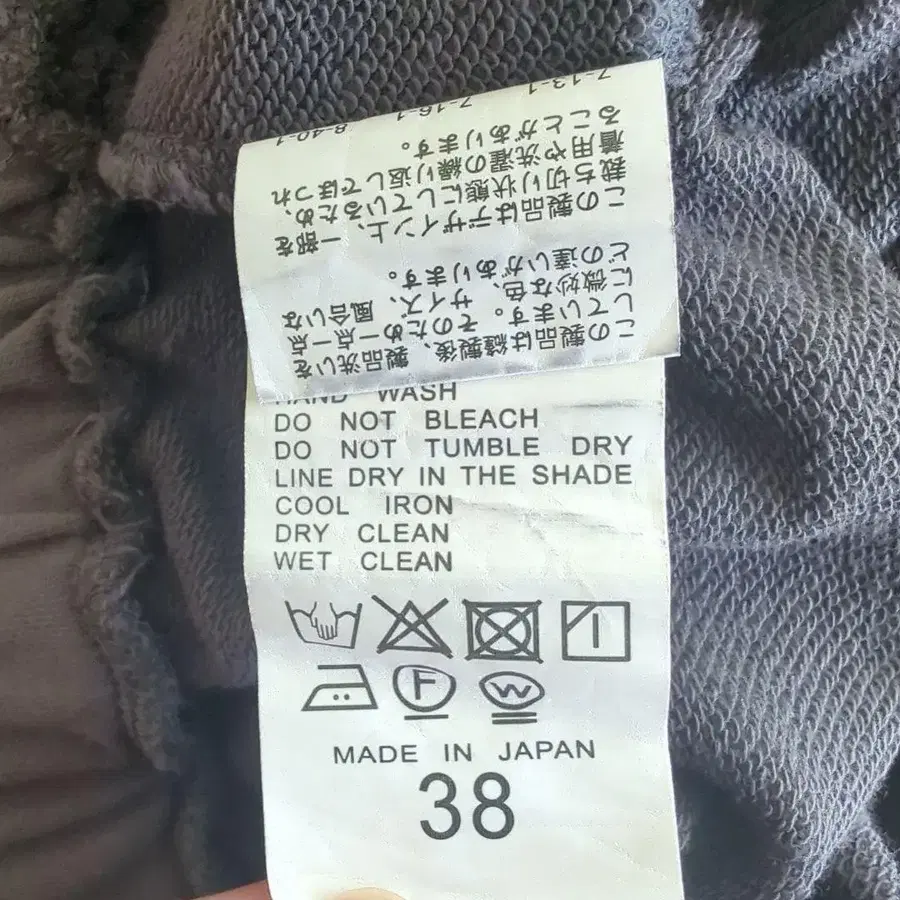 この製品は縫製後、製品洗いを
しています。そのため一点一点
に微妙な色、サイズ、風合いな
どの違いがあります。
この製品はデザイン上、一部を
裁ち切り状態にしているため、
着用や洗濯の繰り返しでほつれ
ることがあります。
7-13-1 7-16-1 8-40-1
HAND WASH
DO NOT BLEACH
DO NOT TUMBLE DRY
LINE DRY IN THE SHADE
COOL IRON
DRY CLEAN
WET CLEAN
F W
MADE IN JAPAN
38